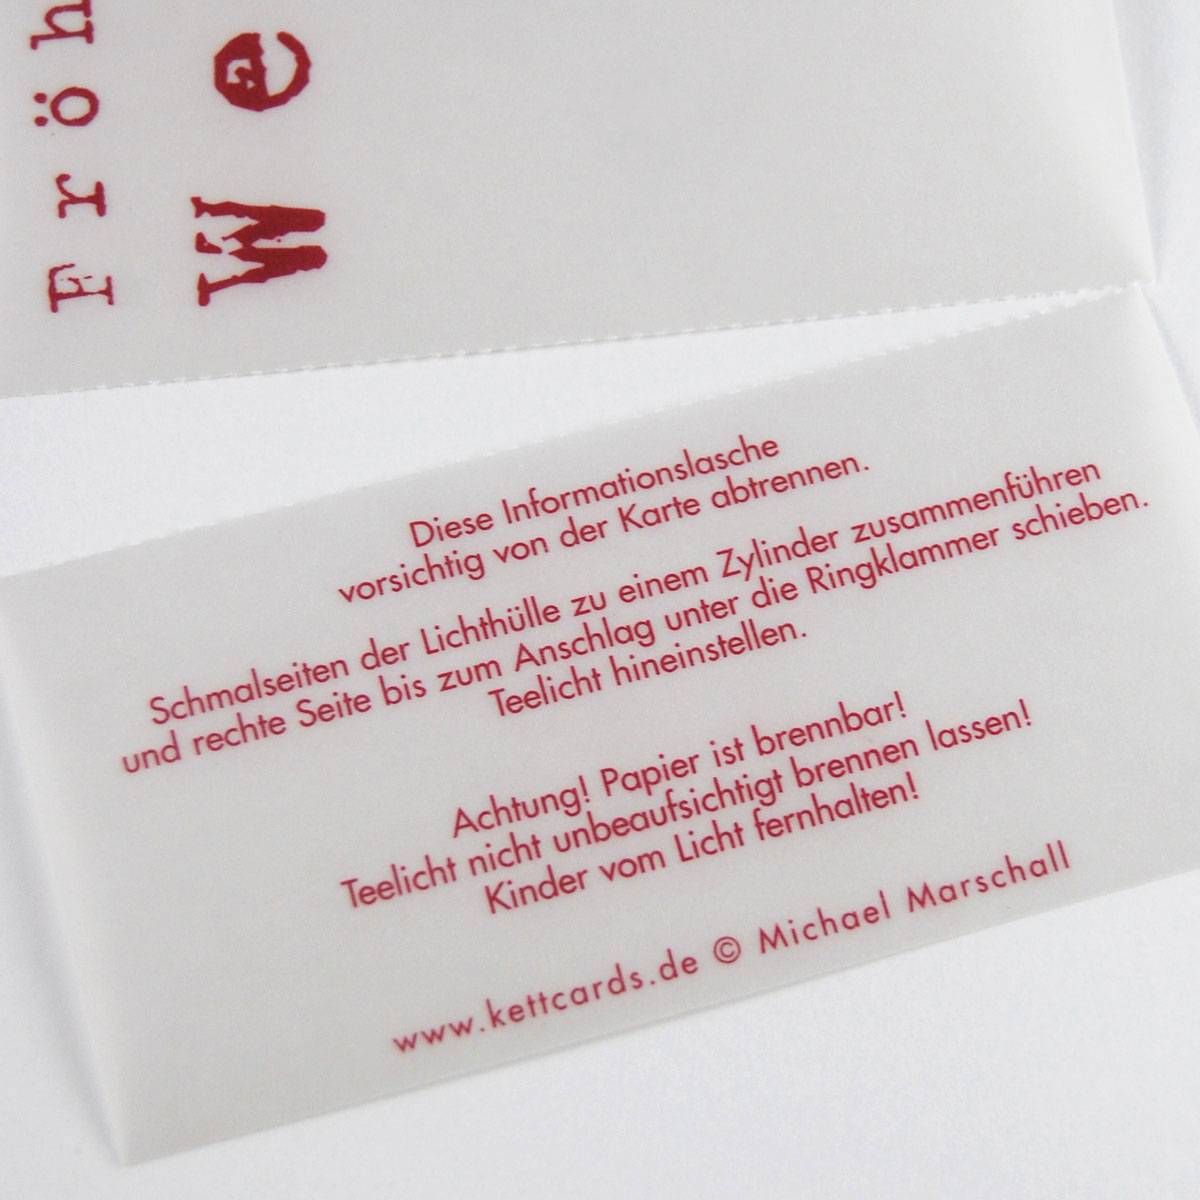 Fröh
We
Diese Informationslasche
vorsichtig von der Karte abtrennen.
Schmalseiten der Lichthülle zu einem Zylinder zusammenführen
und rechte Seite bis zum Anschlag unter die Ringklammer schieben.
Teelicht hineinstellen.
Achtung! Papier ist brennbar!
Teelicht nicht unbeaufsichtigt brennen lassen!
Kinder vom Licht fernhalten!
www.kettcards.de © Michael Marschall